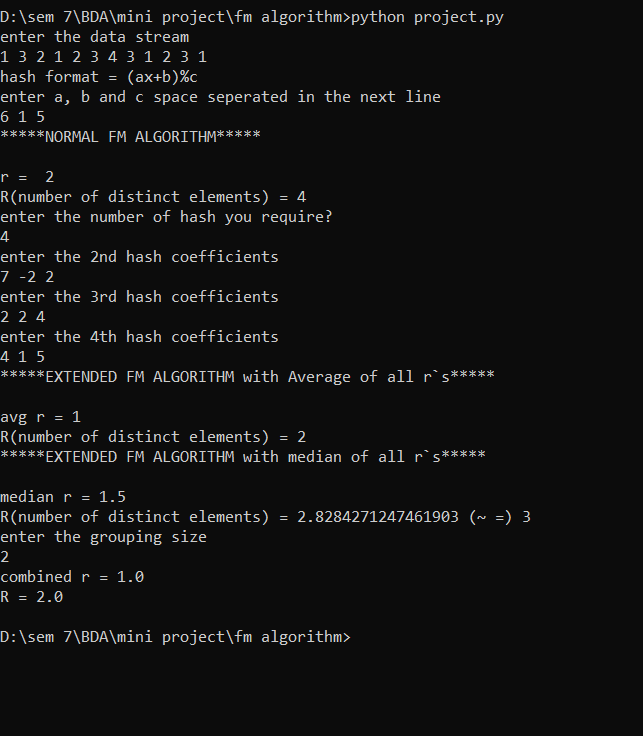 D:\sem 7\BDA\mini project\fm algorithm>python project.py
enter the data stream
1 3 2 1 2 3 4 3 1 2 3 1
hash format = (ax+b)%c
enter a, b and c space seperated in the next line
6 1 5
*****NORMAL FM ALGORITHM*****
r =  2
R(number of distinct elements) = 4
enter the number of hash you require?
4
enter the 2nd hash coefficients
7 -2 2
enter the 3rd hash coefficients
2 2 4
enter the 4th hash coefficients
4 1 5
*****EXTENDED FM ALGORITHM with Average of all r`s*****
avg r = 1
R(number of distinct elements) = 2
*****EXTENDED FM ALGORITHM with median of all r`s*****
median r = 1.5
R(number of distinct elements) = 2.8284271247461903 (~ =) 3
enter the grouping size
2
combined r = 1.0
R = 2.0
D:\sem 7\BDA\mini project\fm algorithm>